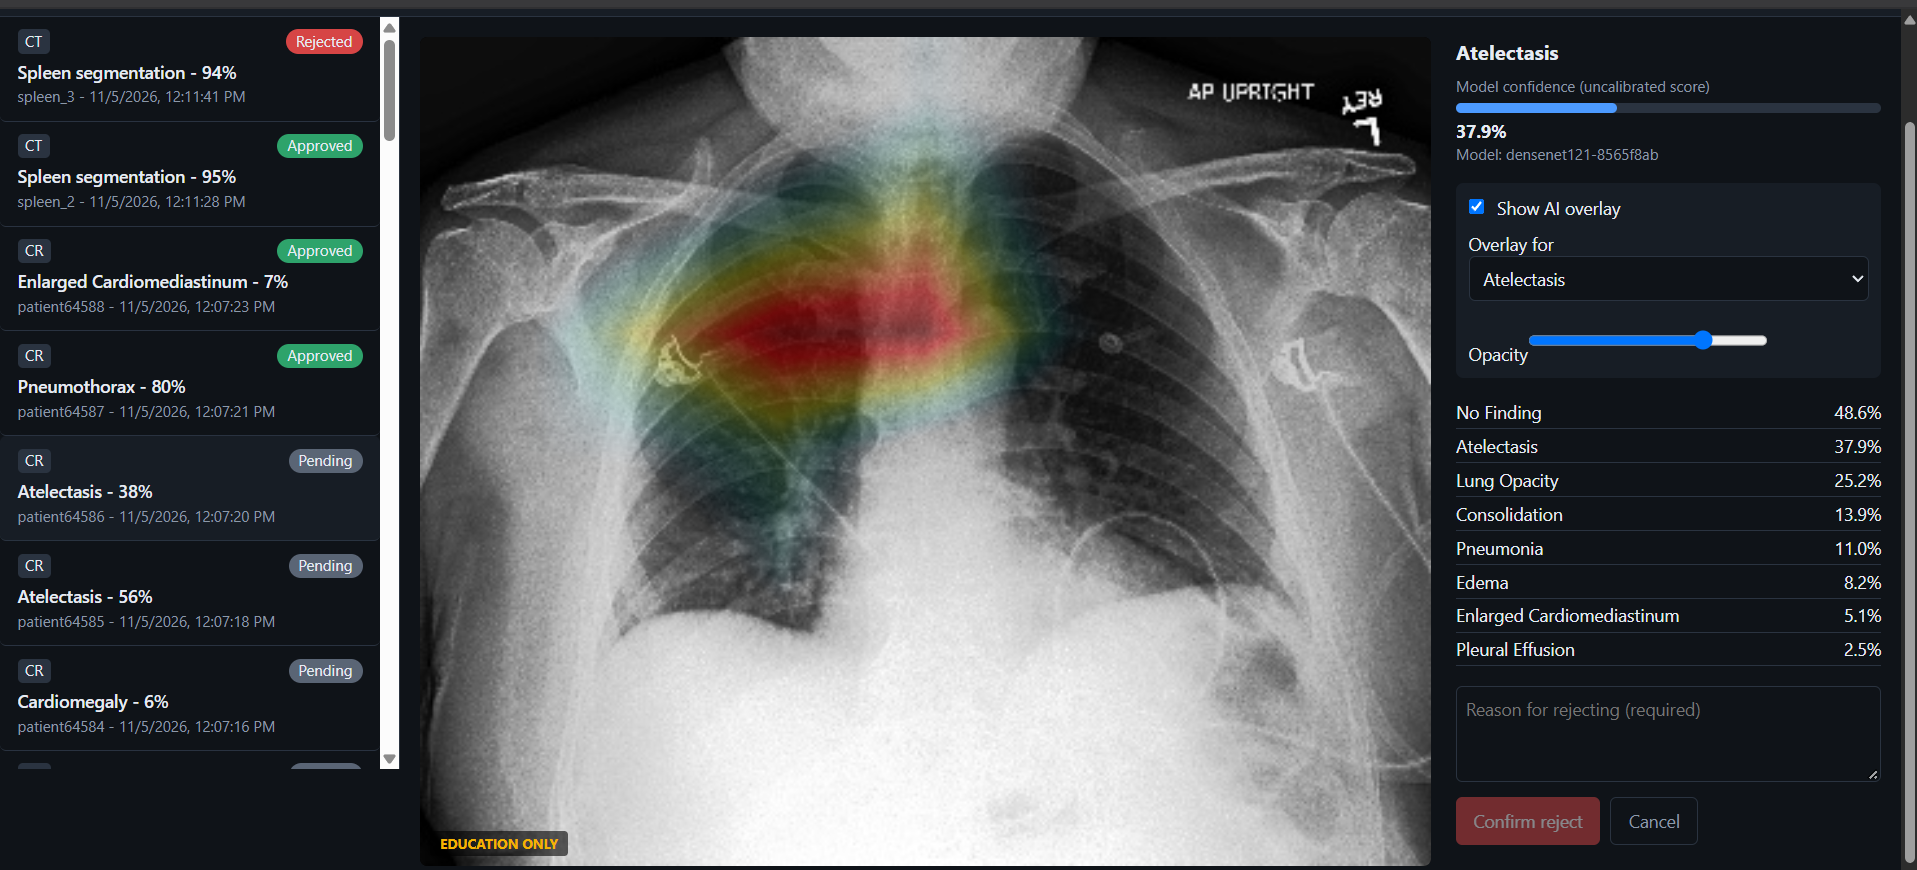 CT
Rejected
Spleen segmentation - 94%
spleen_3 - 11/5/2026, 12:11:41 PM
CT
Approved
Spleen segmentation - 95%
spleen_2 - 11/5/2026, 12:11:28 PM
CR
Approved
Enlarged Cardiomediastinum - 7%
patient64588 - 11/5/2026, 12:07:23 PM
CR
Approved
Pneumothorax - 80%
patient64587 - 11/5/2026, 12:07:21 PM
CR
Pending
Atelectasis - 38%
patient64586 - 11/5/2026, 12:07:20 PM
CR
Pending
Atelectasis - 56%
patient64585 - 11/5/2026, 12:07:18 PM
CR
Pending
Cardiomegaly - 6%
patient64584 - 11/5/2026, 12:07:16 PM
AP UPRIGHT
L
EDUCATION ONLY
Atelectasis
Model confidence (uncalibrated score)
37.9%
Model: densenet121-8565f8ab
Show AI overlay
Overlay for
Atelectasis
Opacity
No Finding 48.6%
Atelectasis 37.9%
Lung Opacity 25.2%
Consolidation 13.9%
Pneumonia 11.0%
Edema 8.2%
Enlarged Cardiomediastinum 5.1%
Pleural Effusion 2.5%
Reason for rejecting (required)
Confirm reject
Cancel